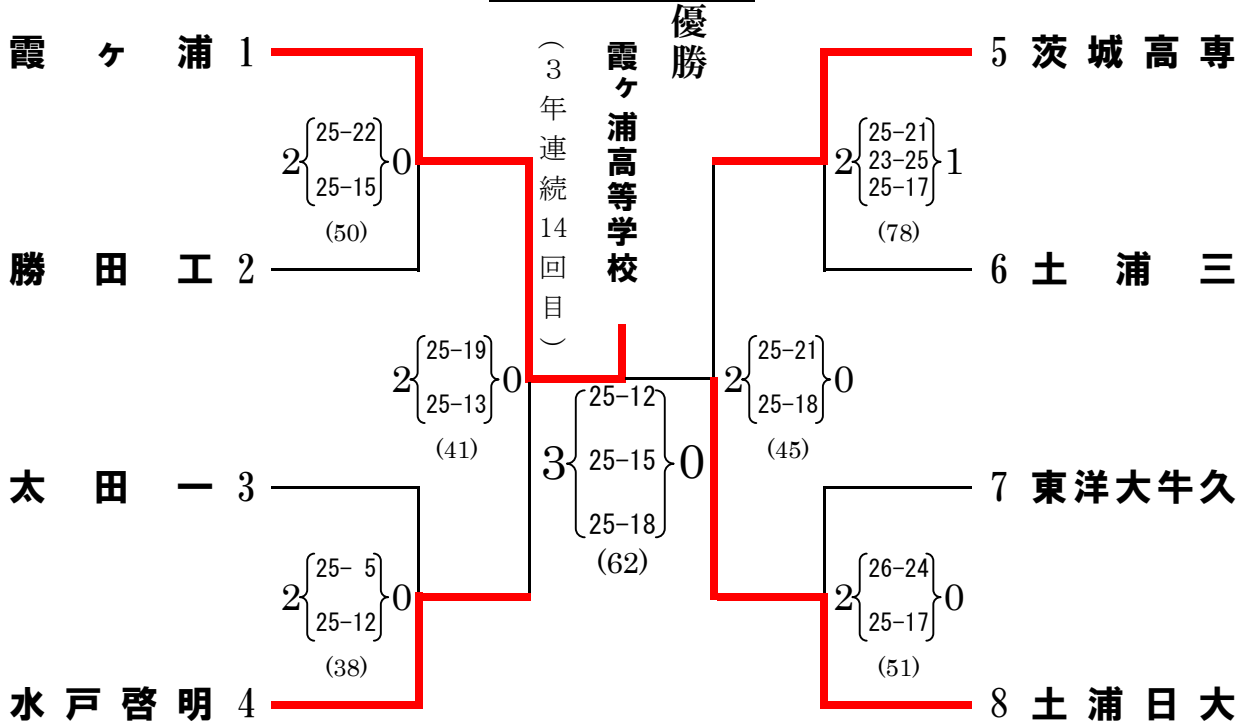 優勝
霞ヶ浦高等学校
（３年連続14回目）
霞ヶ浦 1
2 25-22 0
25-15
(50)
勝田工 2
2 25-19 0
25-13
(41)
太田一 3
2 25- 5 0
25-12
(38)
水戸啓明 4
3 25-12 0
25-15
25-18
(62)
5 茨城高専
2 25-21 1
23-25
25-17
(78)
6 土浦三
2 25-21 0
25-18
(45)
7 東洋大牛久
2 26-24 0
25-17
(51)
8 土浦日大